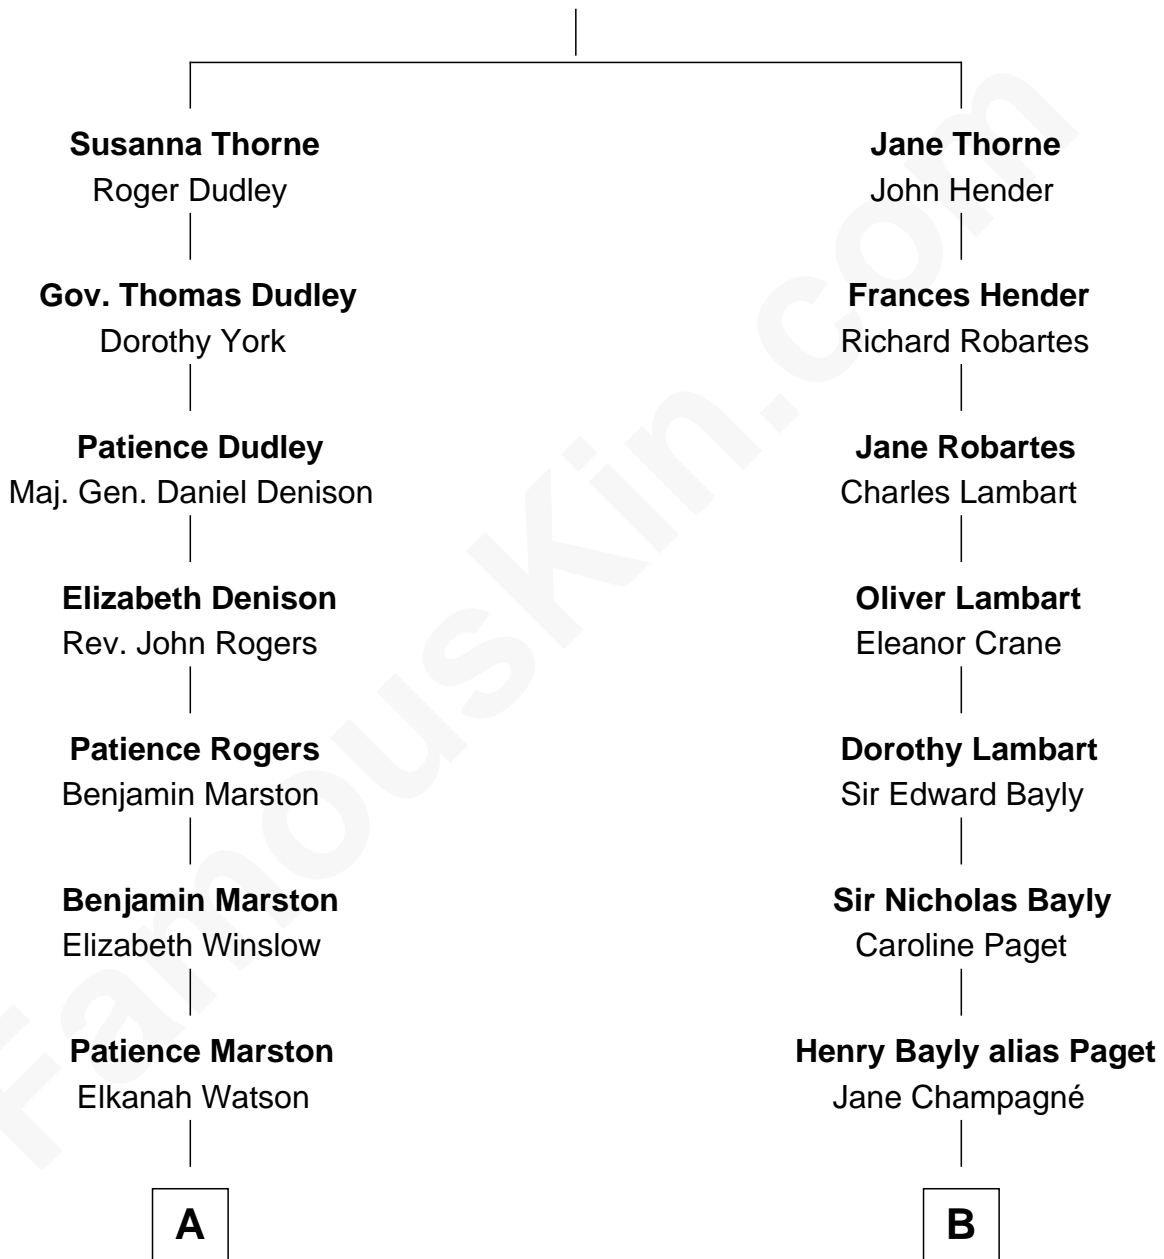 Susanna Thorne
Roger Dudley
Gov. Thomas Dudley
Dorothy York
Patience Dudley
Maj. Gen. Daniel Denison
Elizabeth Denison
Rev. John Rogers
Patience Rogers
Benjamin Marston
Benjamin Marston
Elizabeth Winslow
Patience Marston
Elkanah Watson
A
Jane Thorne
John Hender
Frances Hender
Richard Robartes
Jane Robartes
Charles Lambart
Oliver Lambart
Eleanor Crane
Dorothy Lambart
Sir Edward Bayly
Sir Nicholas Bayly
Caroline Paget
Henry Bayly alias Paget
Jane Champagné
B
FamousKin.com